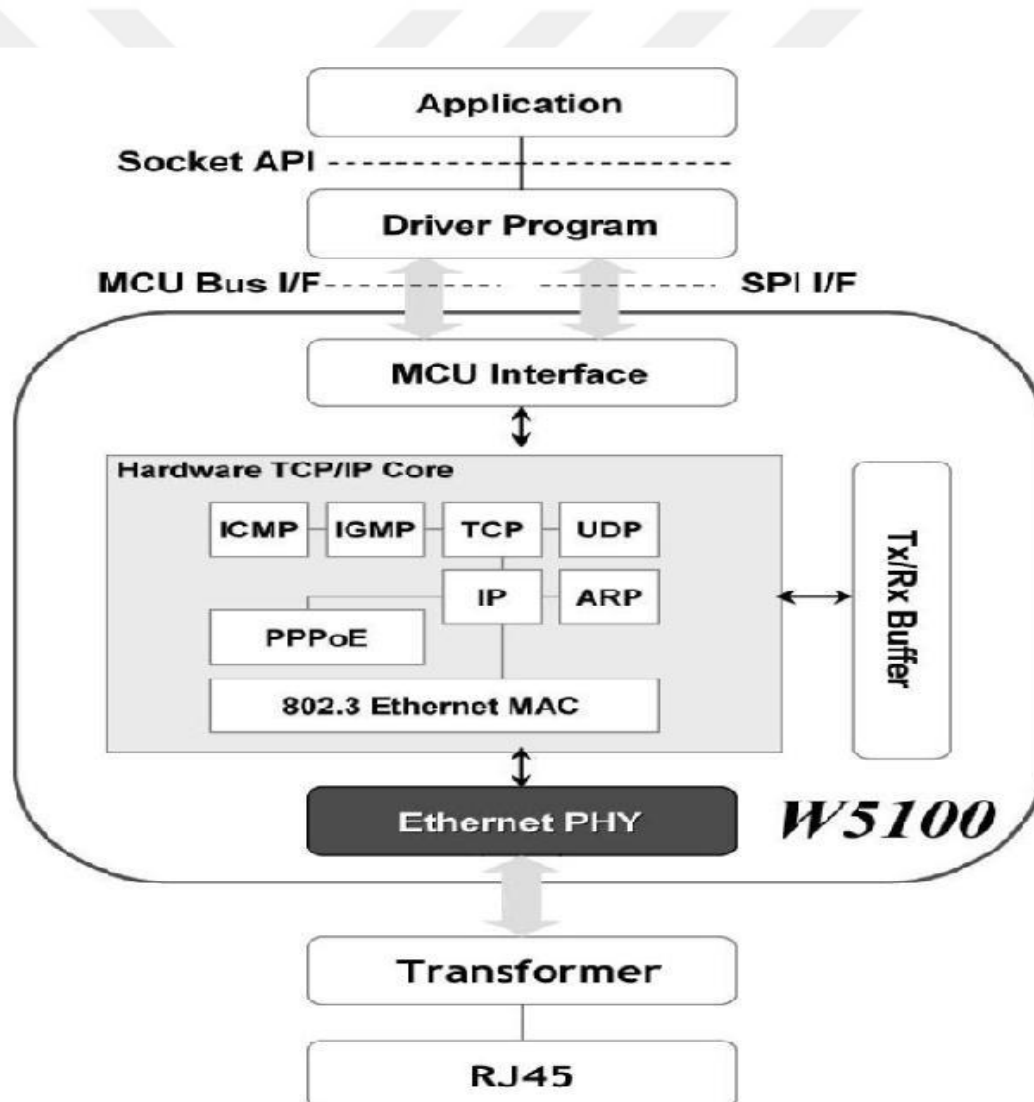 Application
Socket API
Driver Program
MCU Bus I/F
SPI I/F
MCU Interface
Hardware TCP/IP Core
ICMP
IGMP
TCP
UDP
IP
ARP
PPPoE
802.3 Ethernet MAC
Tx/Rx Buffer
Ethernet PHY
W5100
Transformer
RJ45